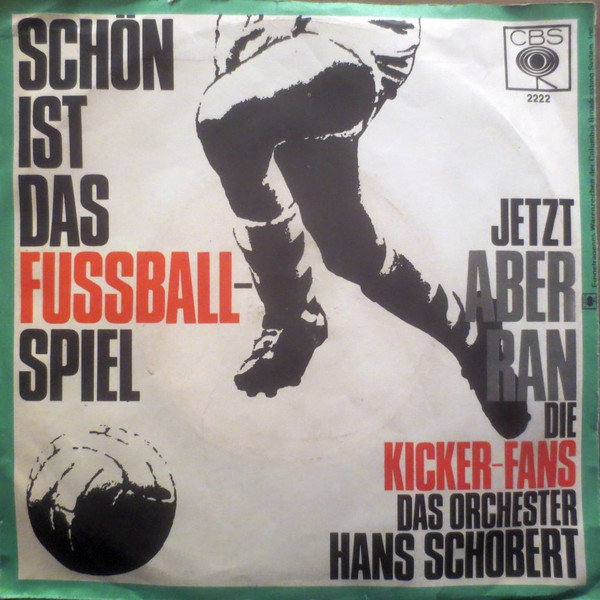 SCHÖN
IST
DAS
FUSSBALL-
SPIEL
CBS
2222
JETZT
ABER
RAN
DIE
KICKER-FANS
DAS ORCHESTER
HANS SCHOBERT